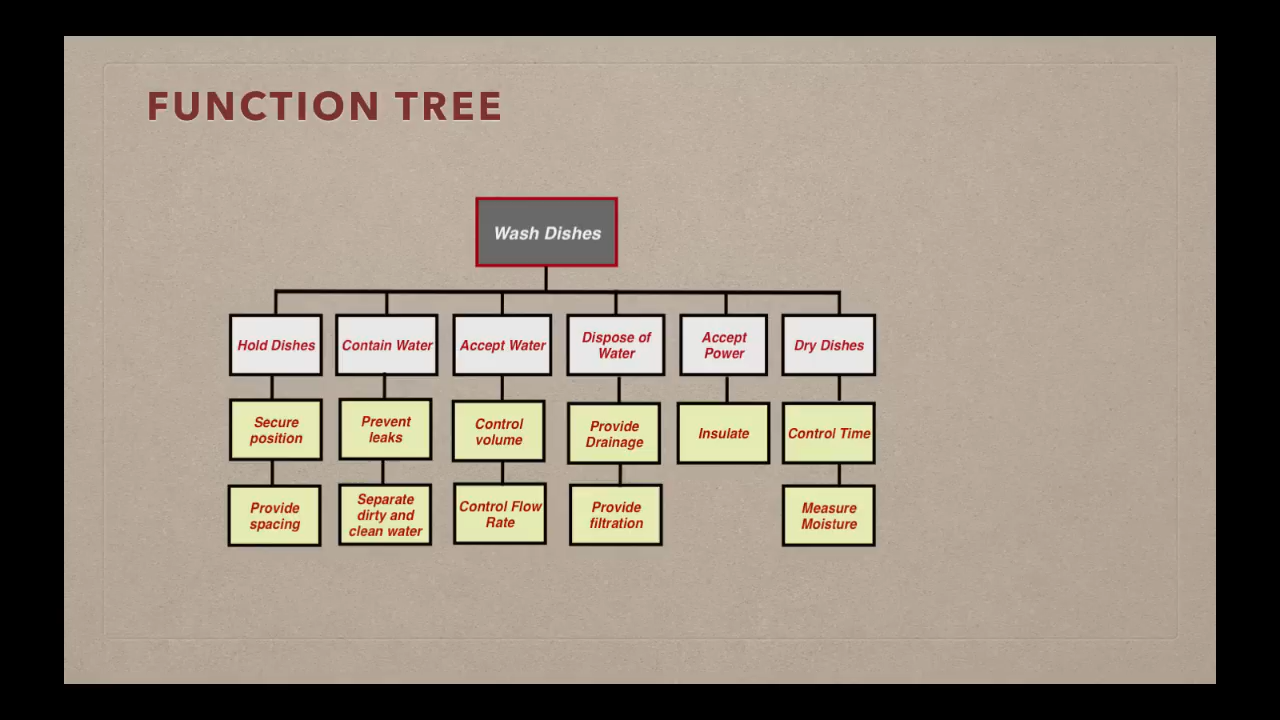 FUNCTION TREE
Wash Dishes
Hold Dishes
Contain Water
Accept Water
Dispose of
Water
Accept
Power
Dry Dishes
Secure
position
Prevent
leaks
Control
volume
Provide
Drainage
Insulate
Control Time
Provide
spacing
Separate
dirty and
clean water
Control Flow
Rate
Provide
filtration
Measure
Moisture